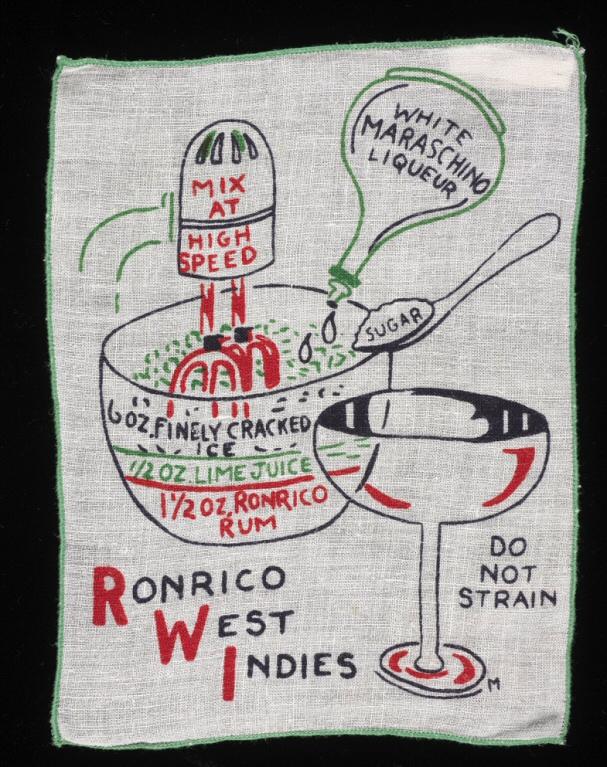 WHITE
MARASCHINO
LIQUEUR
MIX
AT
HIGH
SPEED
SUGAR
6 OZ. FINELY CRACKED
ICE
1/2 OZ. LIME JUICE
1 1/2 OZ. RONRICO
RUM
DO
NOT
STRAIN
RONRICO
WEST
INDIES
M